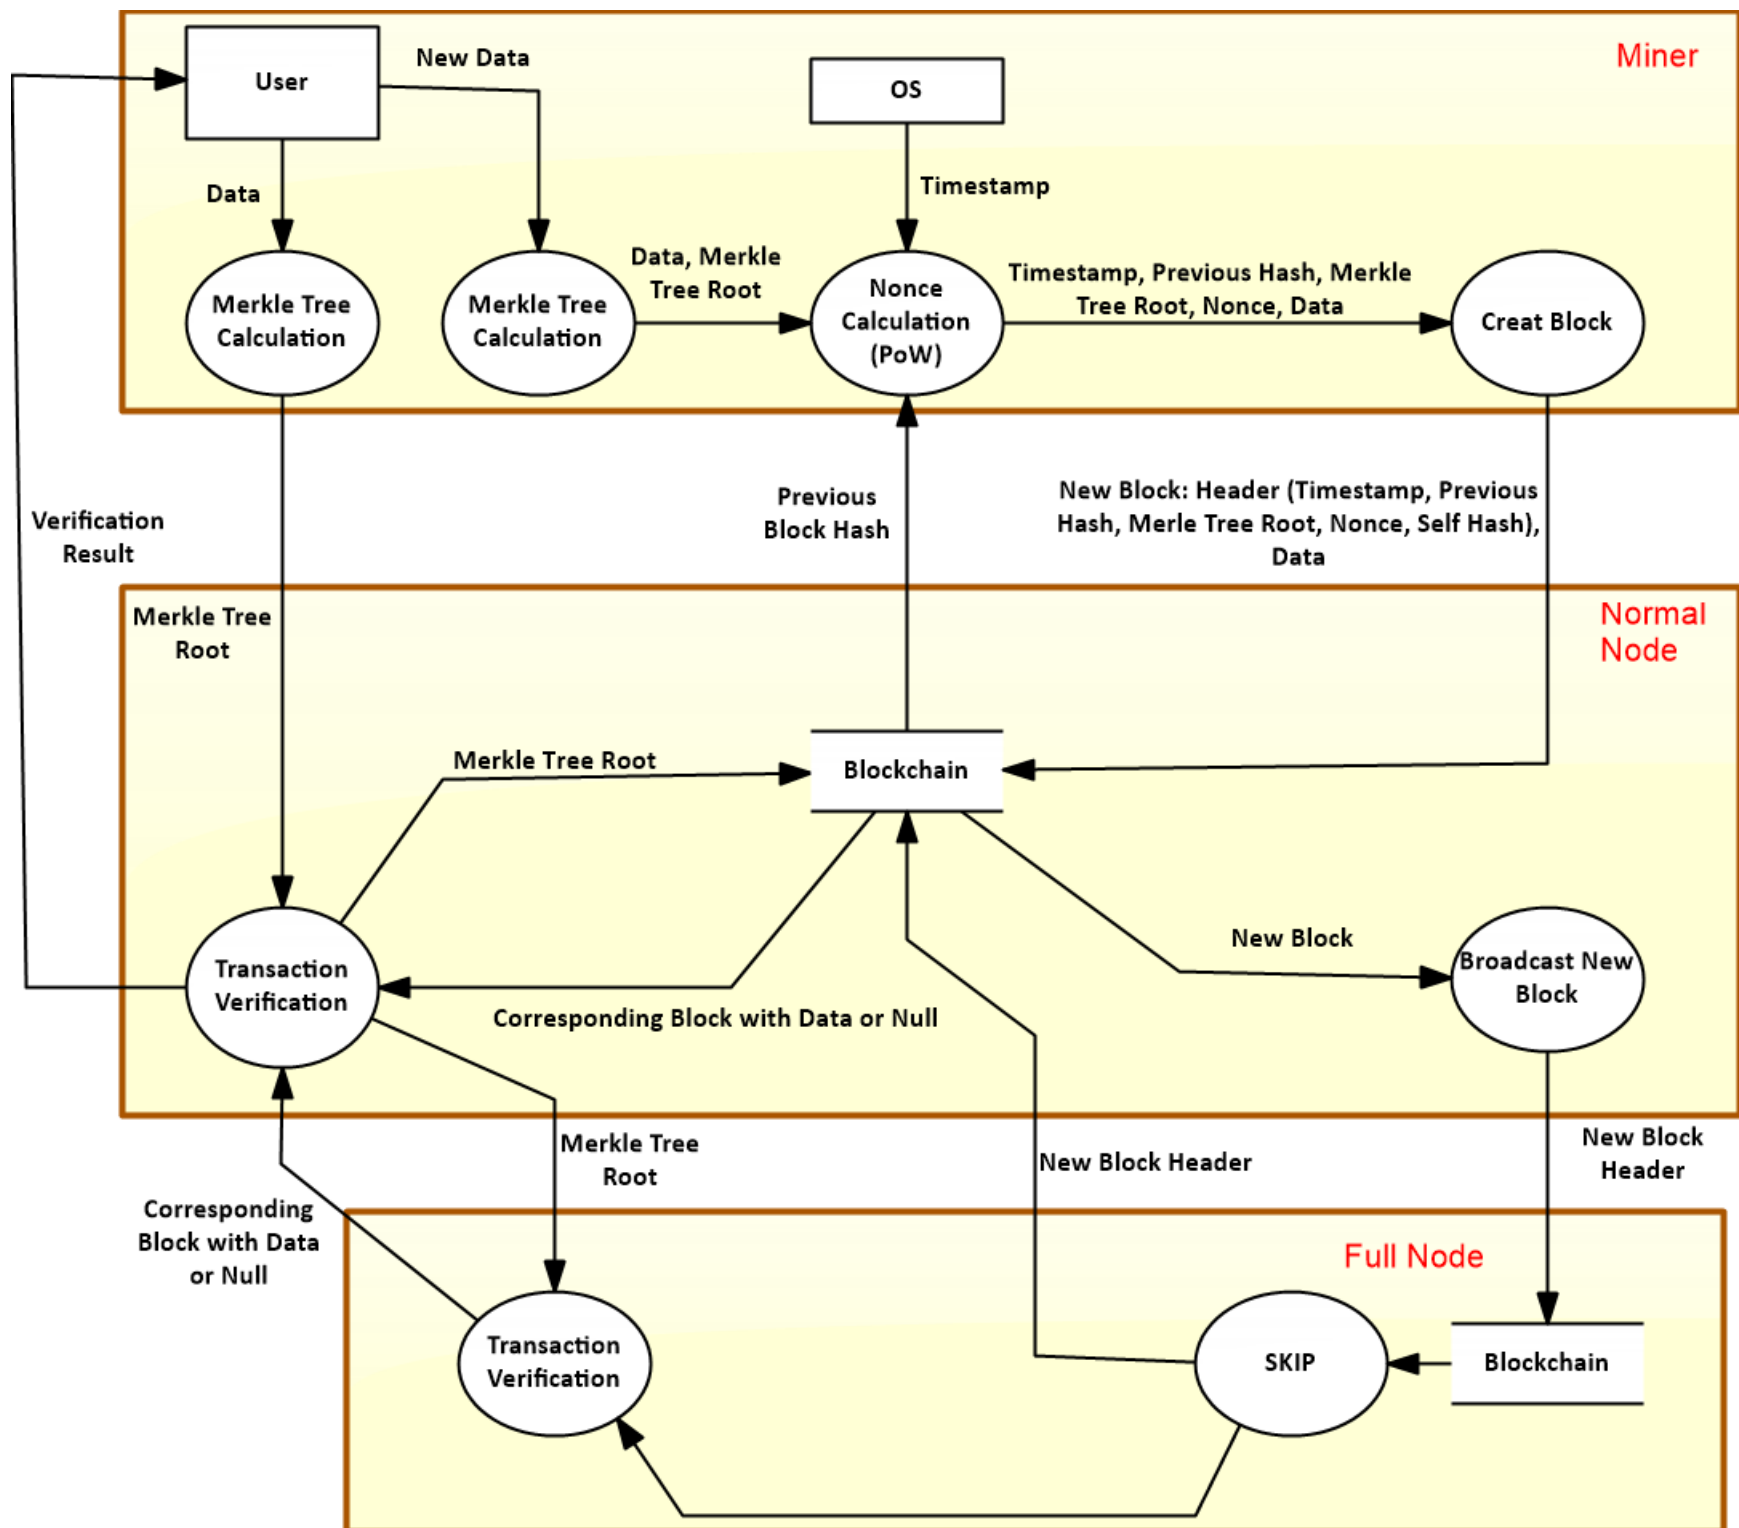 User
New Data
OS
Miner
Data
Timestamp
Merkle Tree
Calculation
Merkle Tree
Calculation
Data, Merkle
Tree Root
Nonce
Calculation
(PoW)
Timestamp, Previous Hash, Merkle
Tree Root, Nonce, Data
Creat Block
Verification
Result
Previous
Block Hash
New Block: Header (Timestamp, Previous
Hash, Merle Tree Root, Nonce, Self Hash),
Data
Merkle Tree
Root
Normal
Node
Merkle Tree Root
Blockchain
Transaction
Verification
Corresponding Block with Data or Null
New Block
Broadcast New
Block
Merkle Tree
Root
New Block Header
New Block
Header
Corresponding
Block with Data
or Null
Full Node
Transaction
Verification
SKIP
Blockchain